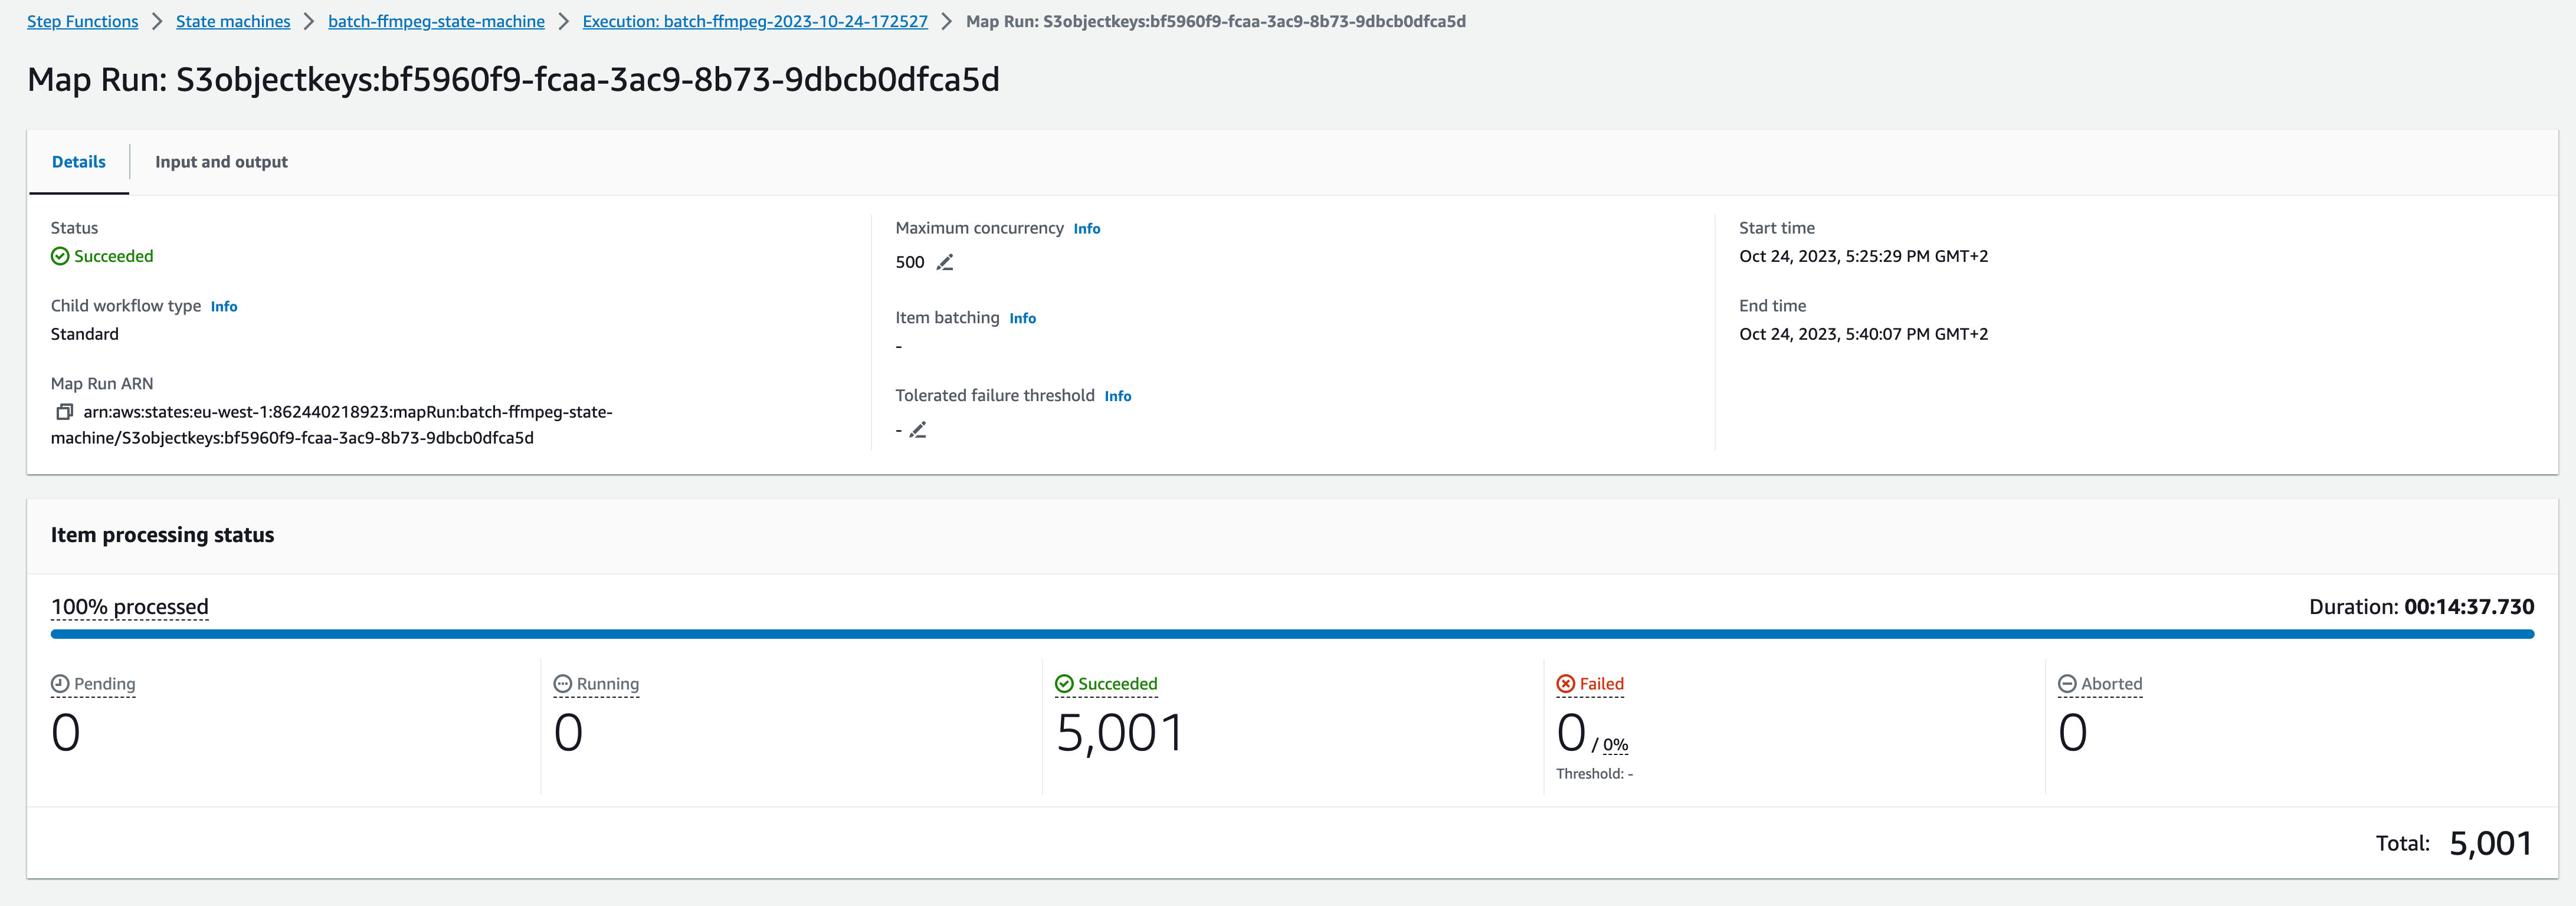 Step Functions > State machines > batch-ffmpeg-state-machine > Execution: batch-ffmpeg-2023-10-24-172527 > Map Run: S3objectkeys:bf5960f9-fcaa-3ac9-8b73-9dbcb0dfca5d
Map Run: S3objectkeys:bf5960f9-fcaa-3ac9-8b73-9dbcb0dfca5d
Details Input and output
Status
Succeeded
Child workflow type Info
Standard
Map Run ARN
arn:aws:states:eu-west-1:862440218923:mapRun:batch-ffmpeg-state-
machine/S3objectkeys:bf5960f9-fcaa-3ac9-8b73-9dbcb0dfca5d
Maximum concurrency Info
500
Item batching Info
-
Tolerated failure threshold Info
-
Start time
Oct 24, 2023, 5:25:29 PM GMT+2
End time
Oct 24, 2023, 5:40:07 PM GMT+2
Item processing status
100% processed Duration: 00:14:37.730
Pending
0
Running
0
Succeeded
5,001
Failed
0 / 0%
Threshold: -
Aborted
0
Total: 5,001